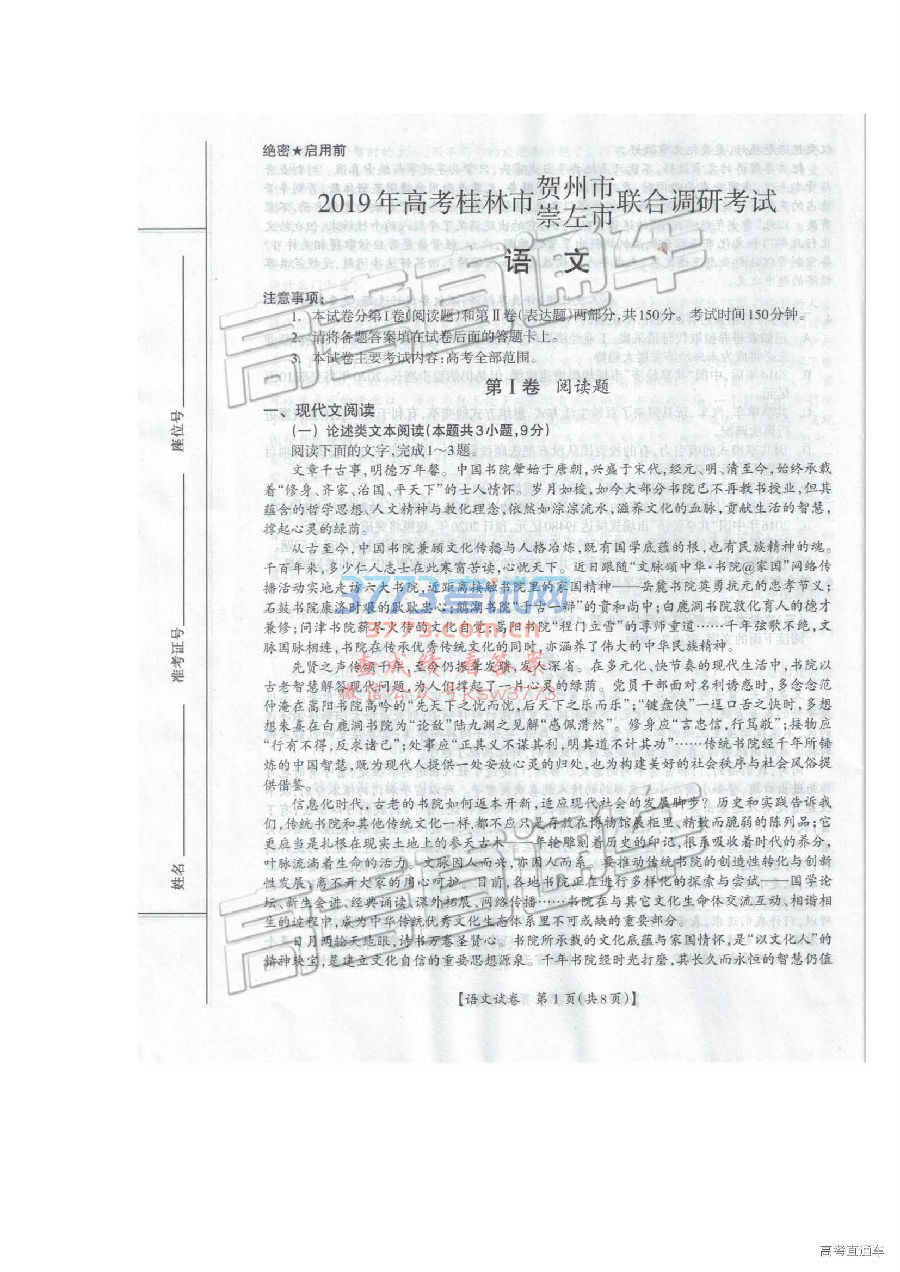 绝密★启用前
2019年高考桂林市贺州市崇左市联合调研考试
语 文
注意事项:
1. 本试卷分第Ⅰ卷(阅读题)和第Ⅱ卷(表达题)两部分,共150分。考试时间150分钟。
2. 请将各题答案填在试卷后面的答题卡上。
3. 本试卷主要考试内容:高考全部范围。
第Ⅰ卷 阅读题
一、现代文阅读
(一)论述类文本阅读(本题共3小题,9分)
阅读下面的文字,完成1~3题。
文章千古事,明德万年馨。中国书院肇始于唐朝,兴盛于宋代,经元、明、清至今,始终承载
着“修身、齐家、治国、平天下”的士人情怀。岁月如梭,如今大部分书院已不再教书授业,但其
蕴含的哲学思想、人文精神与教化理念,依然如淙淙流水,滋养文化的血脉,贡献生活的智慧,
撑起心灵的绿荫。
从古至今,中国书院兼顾文化传播与人格冶炼,既有国学底蕴的根,也有民族精神的魂。
千百年来,多少仁人志士在此寒窗苦读,心忧天下。近日跟随“文脉颂中华·书院@家国”网络传
播活动实地走访六大书院,近距离接触书院里的家国精神——岳麓书院英勇抗元的忠孝节义;
石鼓书院康济时艰的耿耿忠心;鹅湖书院“千古一辩”的贵和尚中;白鹿洞书院敦化育人的德才
兼修;问津书院薪火火传的文化自觉;嵩阳书院“程门立雪”的尊师重道……千年弦歌不绝,文
脉国脉相连,书院在传承优秀传统文化的同时,亦涵养了伟大的中华民族精神。
先贤之声传颂千年,至今仍振聋发聩,发人深省。在多元化、快节奏的现代生活中,书院以
古老智慧解答现代问题,为人们撑起了一片心灵的绿荫。党员干部面对名利诱惑时,多念念范
仲淹在嵩阳书院高吟的“先天下之忧而忧,后天下之乐而乐”;“键盘侠”一逞口舌之快时,多想
想朱熹在白鹿洞书院为“论敌”陆九渊之见解“感佩潸然”。修身应“言忠信,行笃敬”;接物应
“行有不得,反求诸己”;处事应“正其义不谋其利,明其道不计其功”……传统书院经千年所锤
炼的中国智慧,既为现代人提供一处安放心灵的归处,也为构建美好的社会秩序与社会风俗提
供借鉴。
信息化时代,古老的书院如何返本开新,适应现代社会的发展脚步?历史和实践告诉我
们,传统书院和其他传统文化一样,都不应只是存放在博物馆展柜里、精致而脆弱的陈列品;它
更应当是扎根在现实土地上的参天古木——年轮雕刻着历史的印记,根系吸收着时代的养分,
叶脉流淌着生命的活力。文脉因人而兴,亦因人而系。要推动传统书院的创造性转化与创新
性发展,离不开大家的用心呵护。目前,各地书院正在进行多样化的探索与尝试——国学论
坛、新生会讲、经典诵读、课外拓展、网络传播……书院在与其它文化生命体交流互动、相谐相
生的过程中,成为中华传统优秀文化生态体系里不可或缺的重要部分。
日月两轮天地眼,诗书万卷圣贤心。书院所承载的文化底蕴与家国情怀,是“以文化人”的
精神瑰宝,是建立文化自信的重要思想源泉。千年书院经时光打磨,其长久而永恒的智慧仍值
【语文试卷 第1页(共8页)】
座位号
准考证号
姓名
高考直通车
高考直通车
3773考试网
3773.com.cn
查成绩 看答案
微信公众号 ksw3773
高考直通车